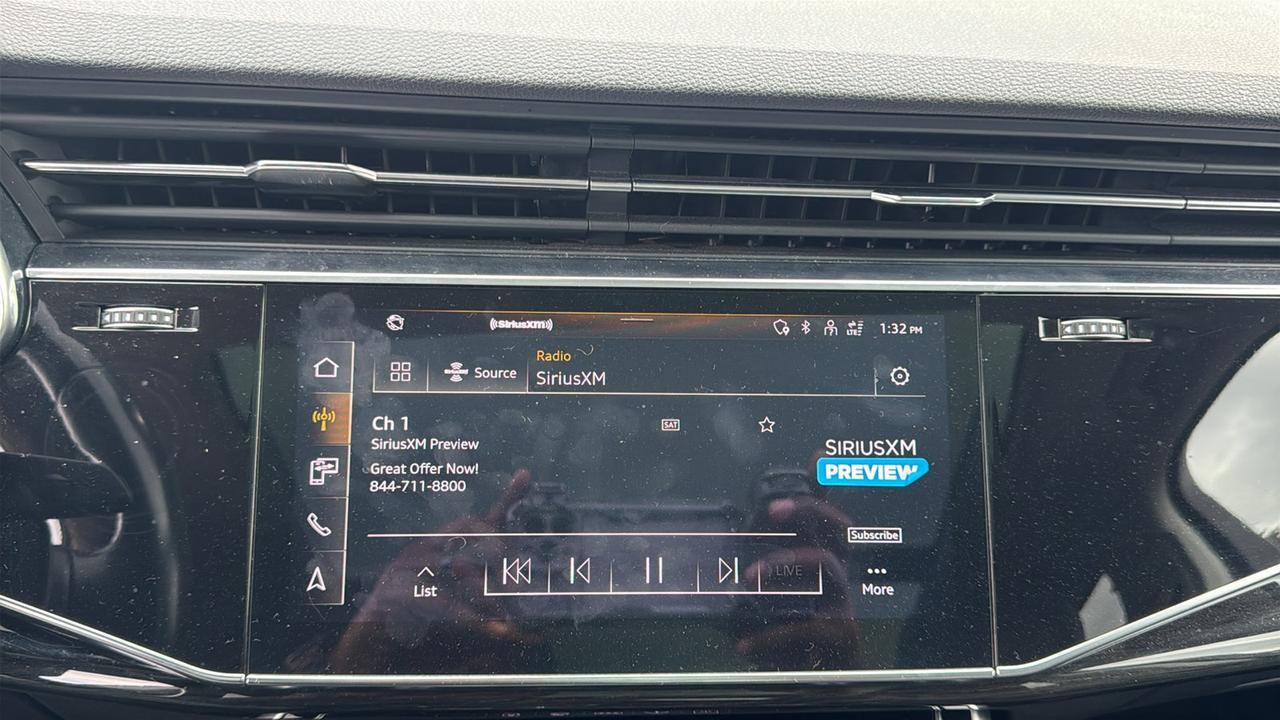 SiriusXM
LTE
1:32 PM
Source
Radio
SiriusXM
Ch 1
SAT
SiriusXM Preview
Great Offer Now!
844-711-8800
SIRIUSXM
PREVIEW
Subscribe
List
LIVE
More